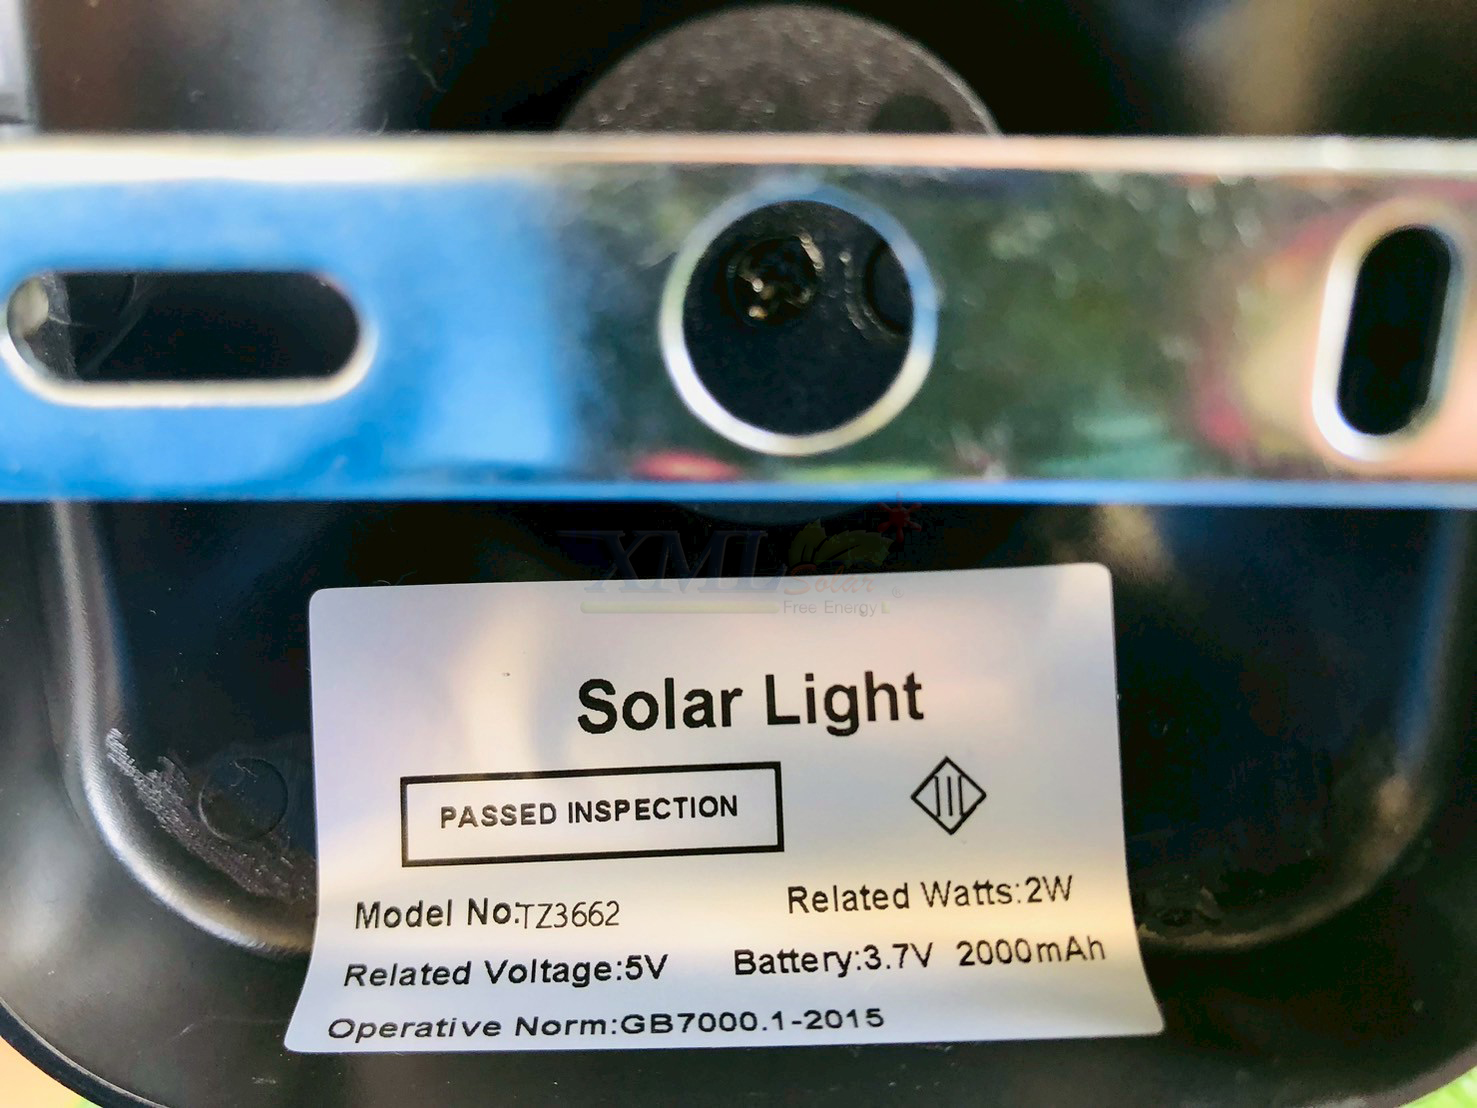 XML
Solar ®
Free Energy
Solar Light
PASSED INSPECTION
Model No:TZ3662
Related Watts:2W
Related Voltage:5V
Battery:3.7V 2000mAh
Operative Norm:GB7000.1-2015